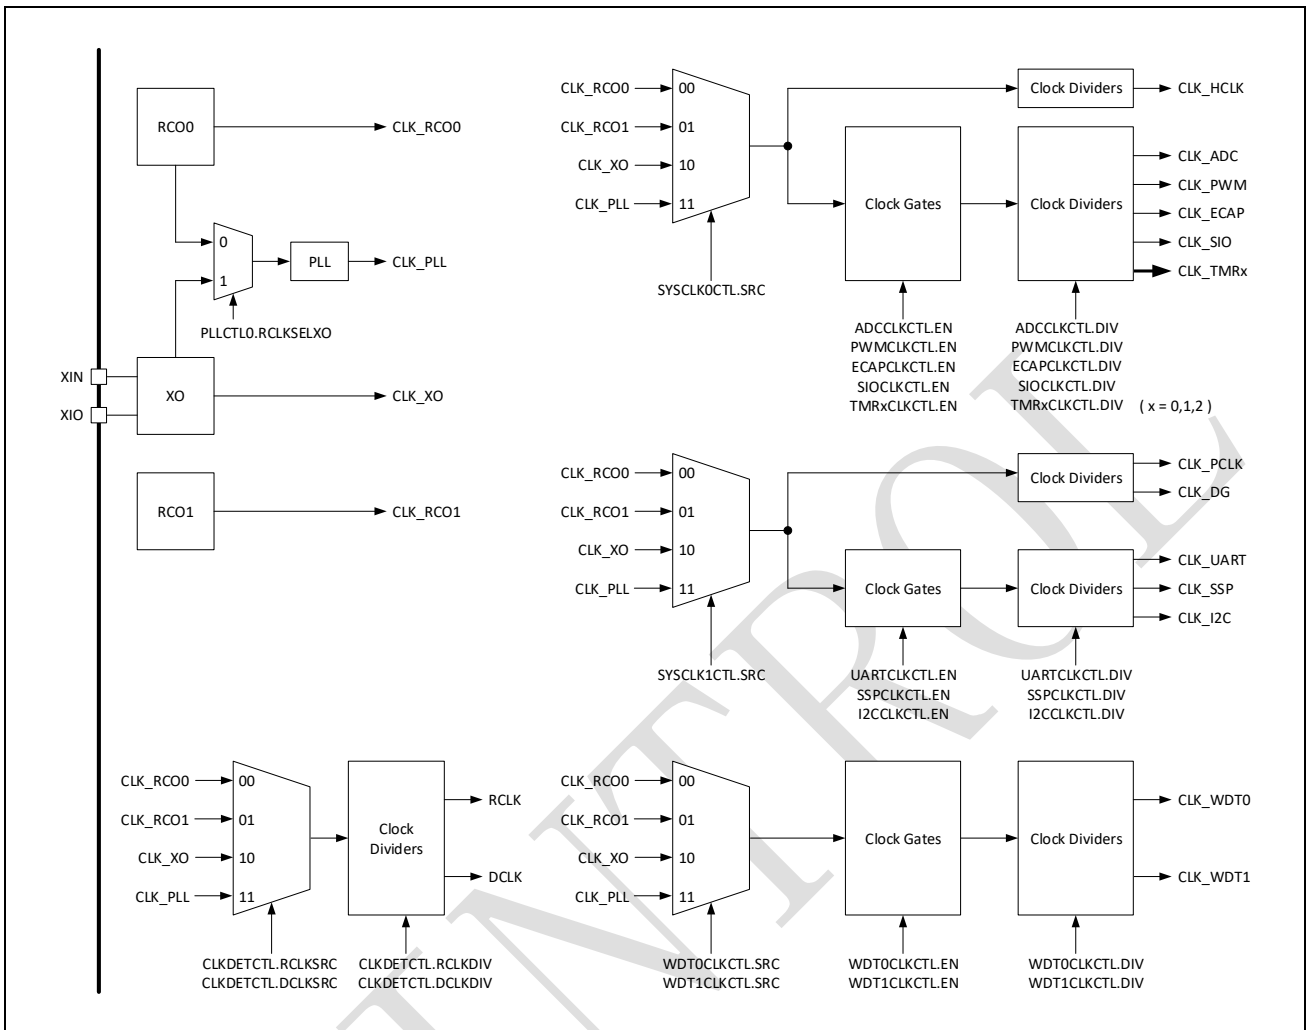 RCO0
CLK_RCO0
0
1
PLL
CLK_PLL
PLLCTL0.RCLKSELXO
XIN
XIO
XO
CLK_XO
RCO1
CLK_RCO1
CLK_RCO0
CLK_RCO1
CLK_XO
CLK_PLL
00
01
10
11
SYSCLK0CTL.SRC
Clock Dividers
CLK_HCLK
Clock Gates
Clock Dividers
CLK_ADC
CLK_PWM
CLK_ECAP
CLK_SIO
CLK_TMRx
ADCCLKCTL.EN
PWMCLKCTL.EN
ECAPCLKCTL.EN
SIOCLKCTL.EN
TMRxCLKCTL.EN
ADCCLKCTL.DIV
PWMCLKCTL.DIV
ECAPCLKCTL.DIV
SIOCLKCTL.DIV
TMRxCLKCTL.DIV ( x = 0,1,2 )
CLK_RCO0
CLK_RCO1
CLK_XO
CLK_PLL
00
01
10
11
SYSCLK1CTL.SRC
Clock Dividers
CLK_PCLK
CLK_DG
Clock Gates
Clock Dividers
CLK_UART
CLK_SSP
CLK_I2C
UARTCLKCTL.EN
SSPCLKCTL.EN
I2CCLKCTL.EN
UARTCLKCTL.DIV
SSPCLKCTL.DIV
I2CCLKCTL.DIV
CLK_RCO0
CLK_RCO1
CLK_XO
CLK_PLL
00
01
10
11
Clock
Dividers
RCLK
DCLK
CLKDETCTL.RCLKSRC
CLKDETCTL.DCLKSRC
CLKDETCTL.RCLKDIV
CLKDETCTL.DCLKDIV
CLK_RCO0
CLK_RCO1
CLK_XO
CLK_PLL
00
01
10
11
Clock Gates
Clock Dividers
CLK_WDT0
CLK_WDT1
WDT0CLKCTL.SRC
WDT1CLKCTL.SRC
WDT0CLKCTL.EN
WDT1CLKCTL.EN
WDT0CLKCTL.DIV
WDT1CLKCTL.DIV
NTROL